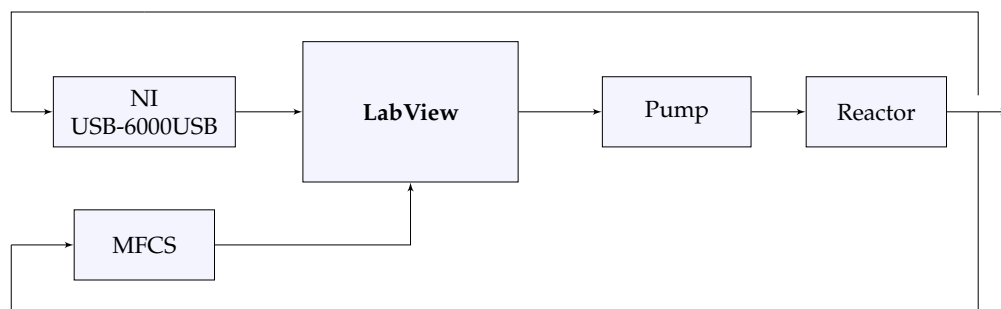 NI
USB-6000USB
LabView
Pump
Reactor
MFCS